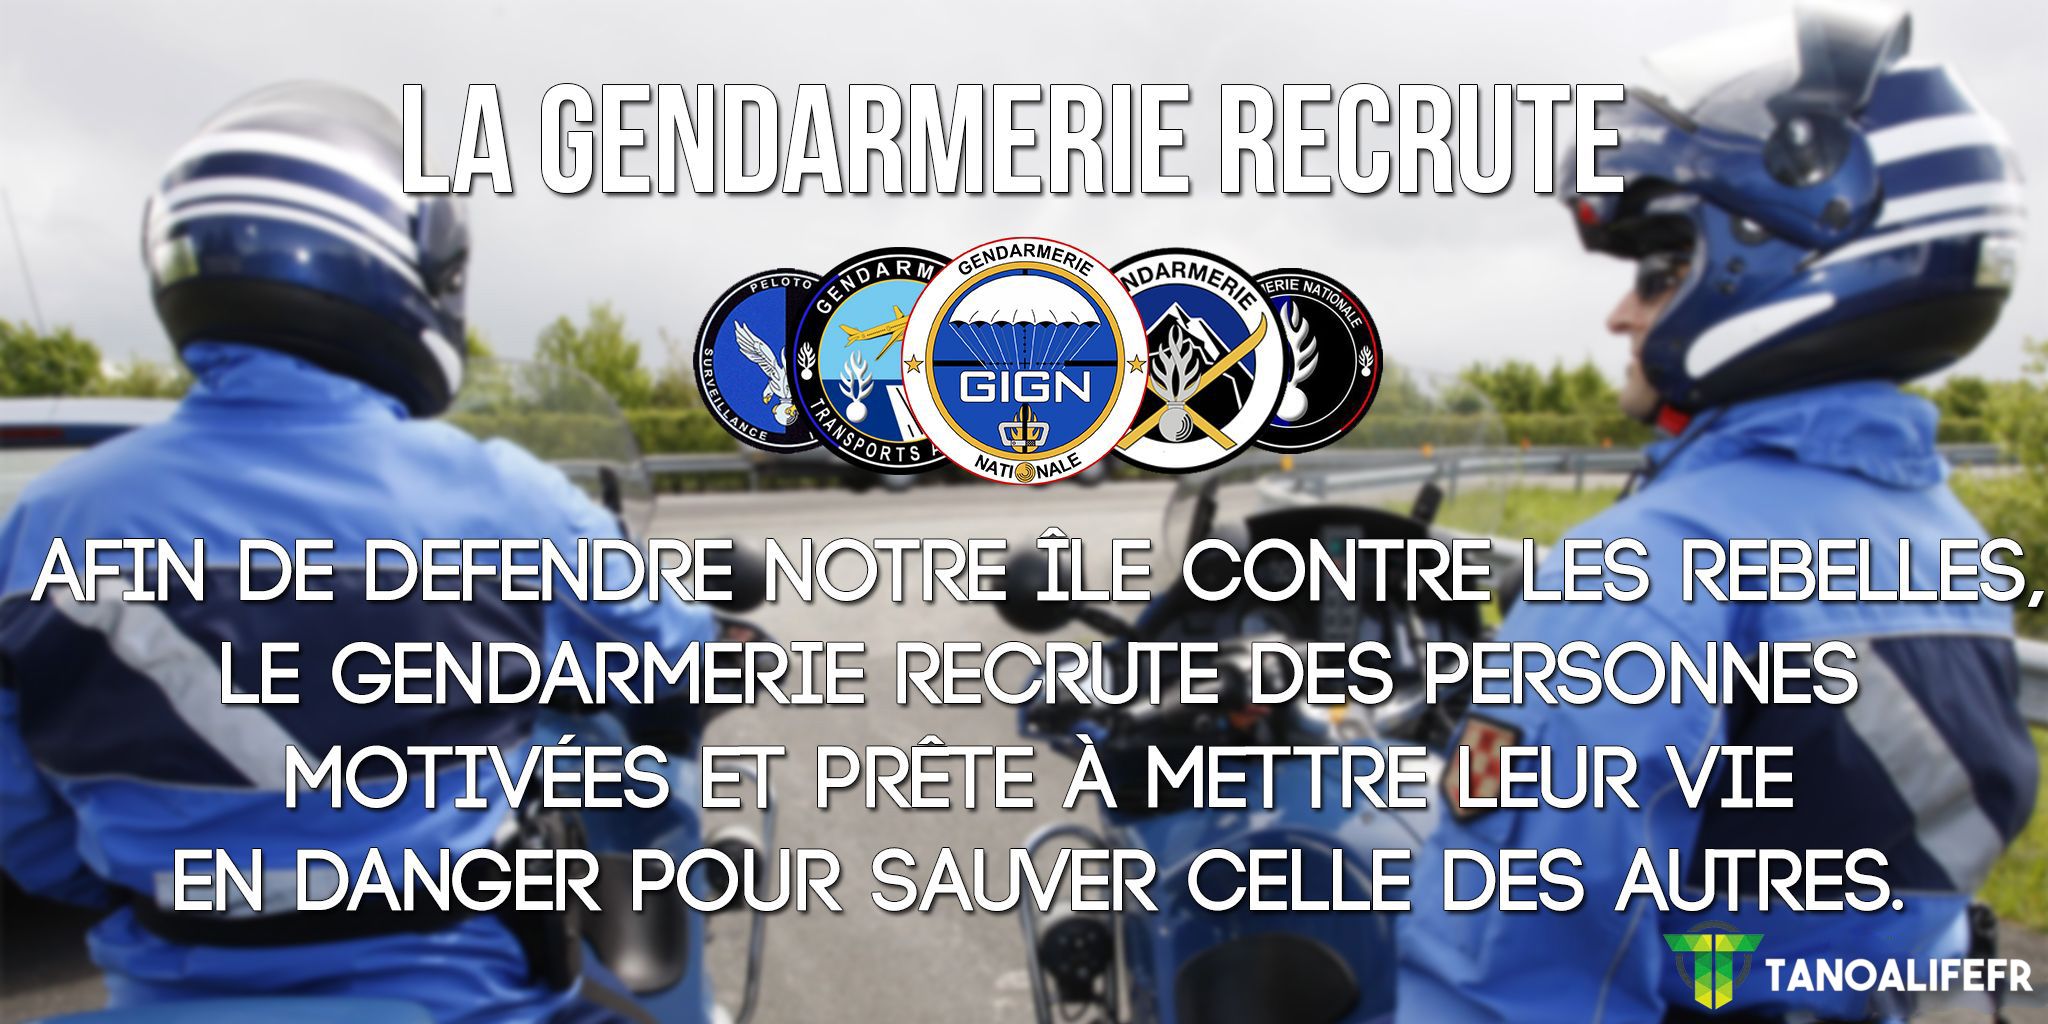 LA GENDARMERIE RECRUTE
PELOTO
SURVEILLANCE
GENDARM
TRANSPORTS A
GENDARMERIE
GIGN
NATIONALE
NDARMERIE
MERIE NATIONALE
AFIN DE DEFENDRE NOTRE ÎLE CONTRE LES REBELLES,
LE GENDARMERIE RECRUTE DES PERSONNES
MOTIVÉES ET PRÊTE À METTRE LEUR VIE
EN DANGER POUR SAUVER CELLE DES AUTRES.
TANOALIFEFR